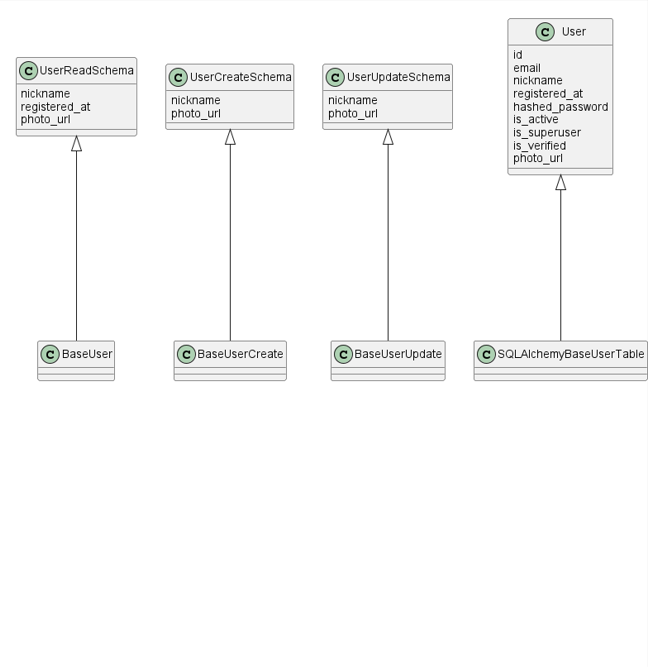 C UserReadSchema
nickname
registered_at
photo_url
C UserCreateSchema
nickname
photo_url
C UserUpdateSchema
nickname
photo_url
C User
id
email
nickname
registered_at
hashed_password
is_active
is_superuser
is_verified
photo_url
C BaseUser
C BaseUserCreate
C BaseUserUpdate
C SQLAlchemyBaseUserTable